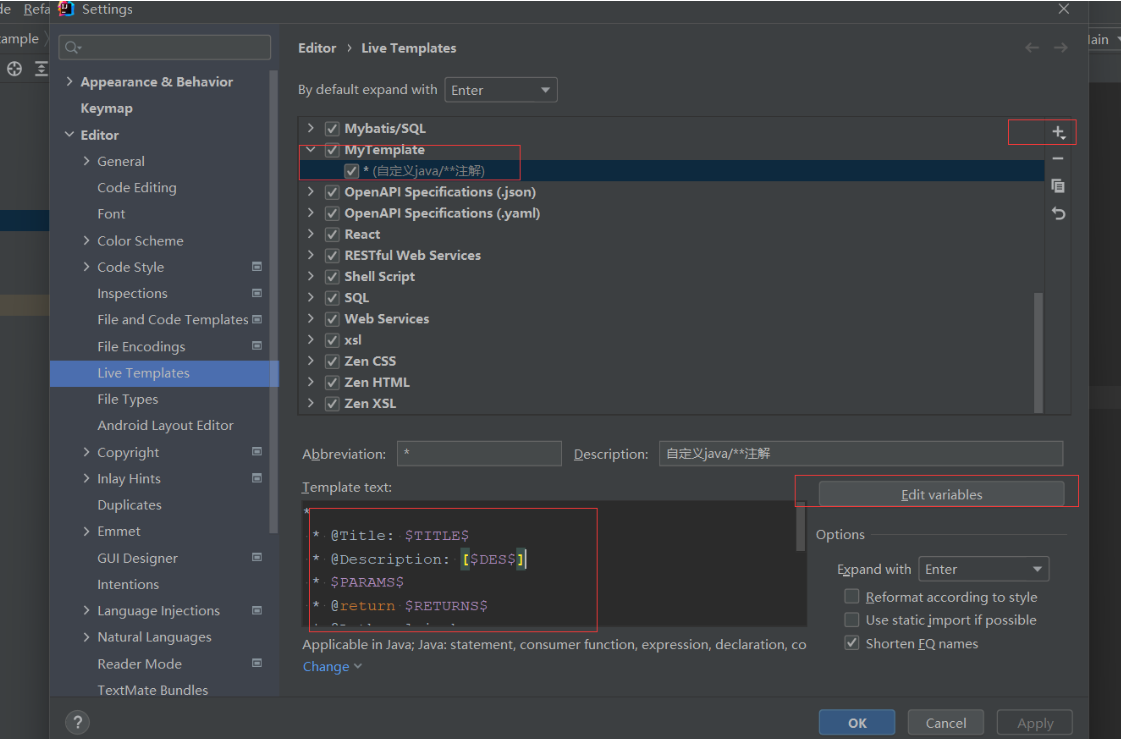 de Refa
Settings
ample
Main
Editor › Live Templates
By default expand with Enter
Appearance & Behavior
Keymap
Editor
General
Code Editing
Font
Color Scheme
Code Style
Inspections
File and Code Templates
File Encodings
Live Templates
File Types
Android Layout Editor
Copyright
Inlay Hints
Duplicates
Emmet
GUI Designer
Intentions
Language Injections
Natural Languages
Reader Mode
TextMate Bundles
Mybatis/SQL
MyTemplate
* (自定义java/**注解)
OpenAPI Specifications (.json)
OpenAPI Specifications (.yaml)
React
RESTful Web Services
Shell Script
SQL
Web Services
xsl
Zen CSS
Zen HTML
Zen XSL
Abbreviation: * Description: 自定义java/**注解
Template text:
*
* @Title: $TITLE$
* @Description: [$DES$]
* $PARAMS$
* @return $RETURNS$
Edit variables
Options
Expand with Enter
Reformat according to style
Use static import if possible
Shorten FQ names
Applicable in Java; Java: statement, consumer function, expression, declaration, co
Change
?
OK Cancel Apply